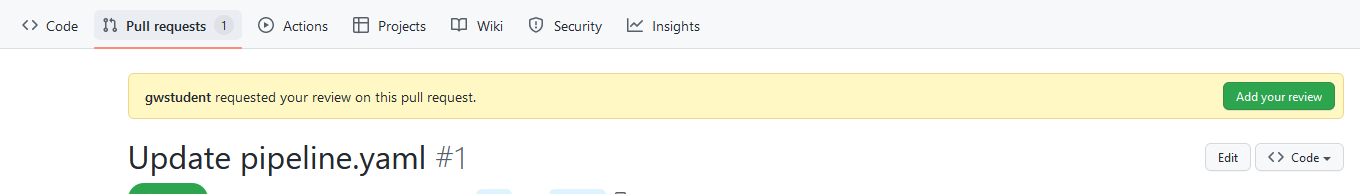 Code Pull requests 1 Actions Projects Wiki Security Insights
gwstudent requested your review on this pull request. Add your review
Update pipeline.yaml #1 Edit Code